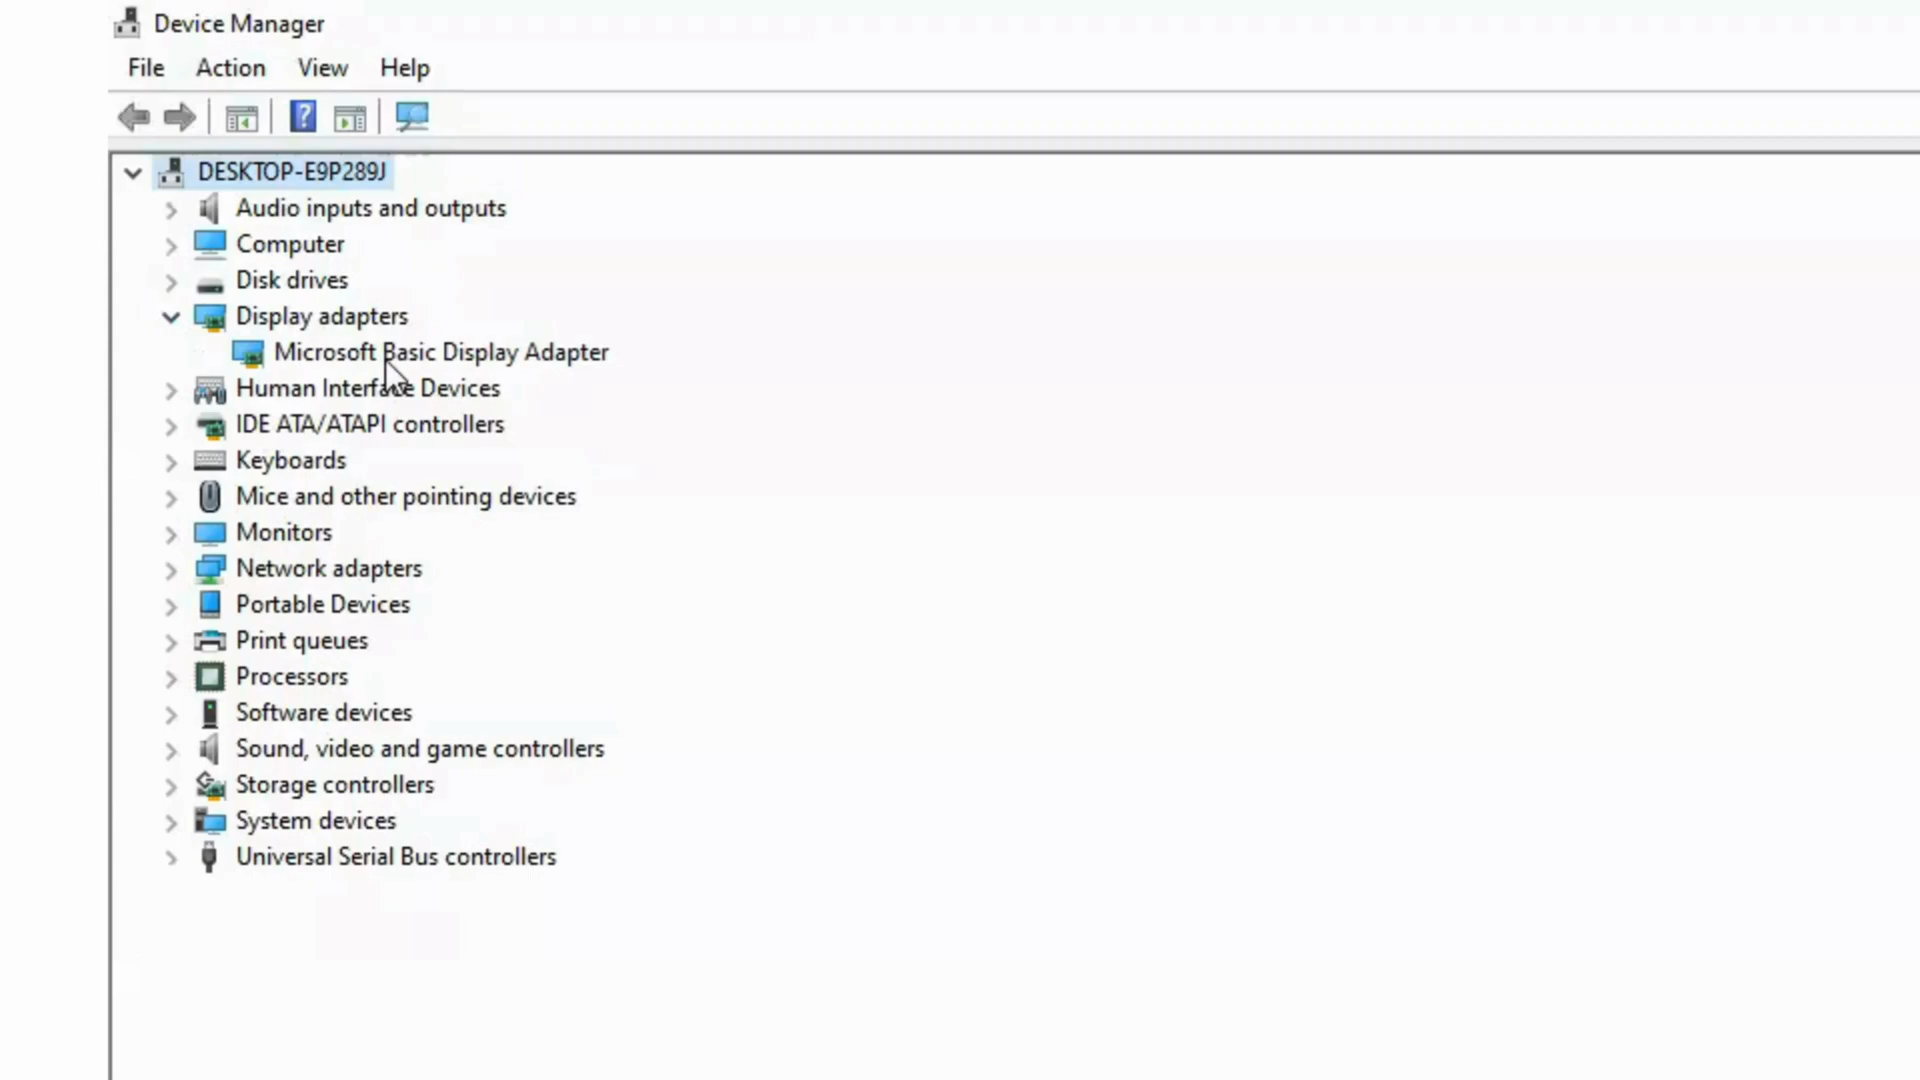 Device Manager
File Action View Help
?
DESKTOP-E9P289J
Audio inputs and outputs
Computer
Disk drives
Display adapters
Microsoft Basic Display Adapter
Human Interface Devices
IDE ATA/ATAPI controllers
Keyboards
Mice and other pointing devices
Monitors
Network adapters
Portable Devices
Print queues
Processors
Software devices
Sound, video and game controllers
Storage controllers
System devices
Universal Serial Bus controllers